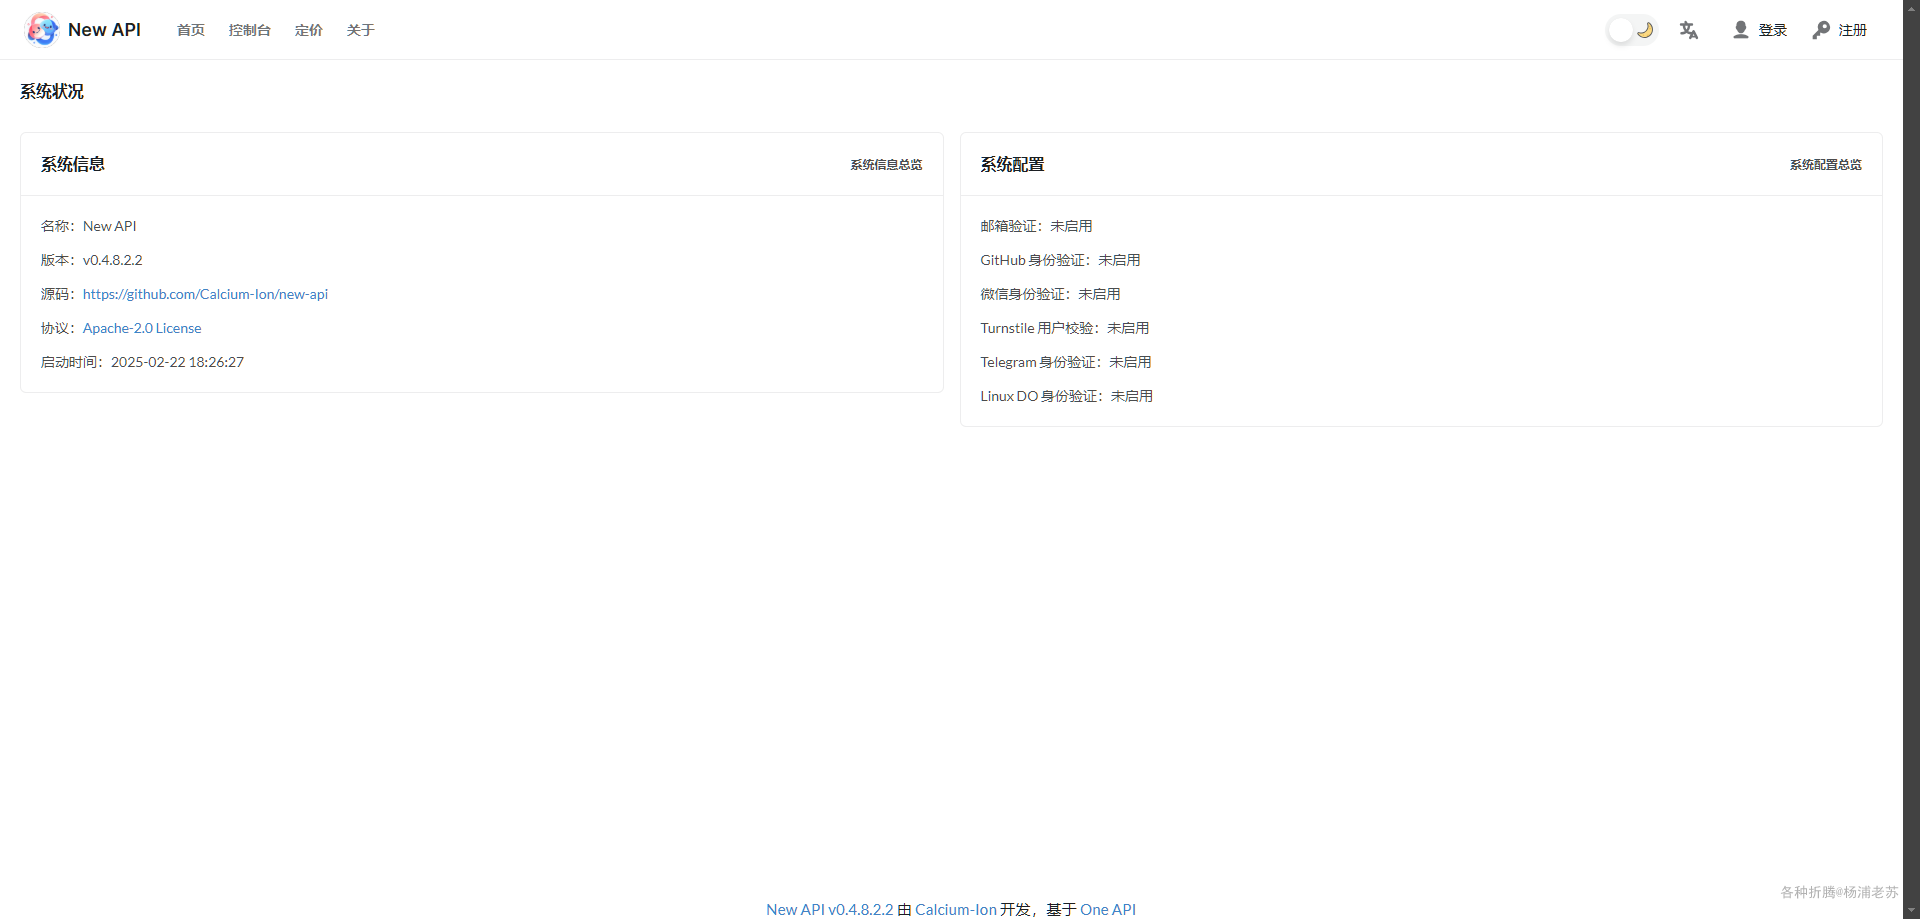 New API 首页 控制台 定价 关于 登录 注册
系统状况
系统信息 系统信息总览
名称：New API
版本：v0.4.8.2.2
源码：https://github.com/Calcium-Ion/new-api
协议：Apache-2.0 License
启动时间：2025-02-22 18:26:27
系统配置 系统配置总览
邮箱验证：未启用
GitHub 身份验证：未启用
微信身份验证：未启用
Turnstile 用户校验：未启用
Telegram 身份验证：未启用
Linux DO 身份验证：未启用
各种折腾@杨浦老苏
New API v0.4.8.2.2 由 Calcium-Ion 开发，基于 One API